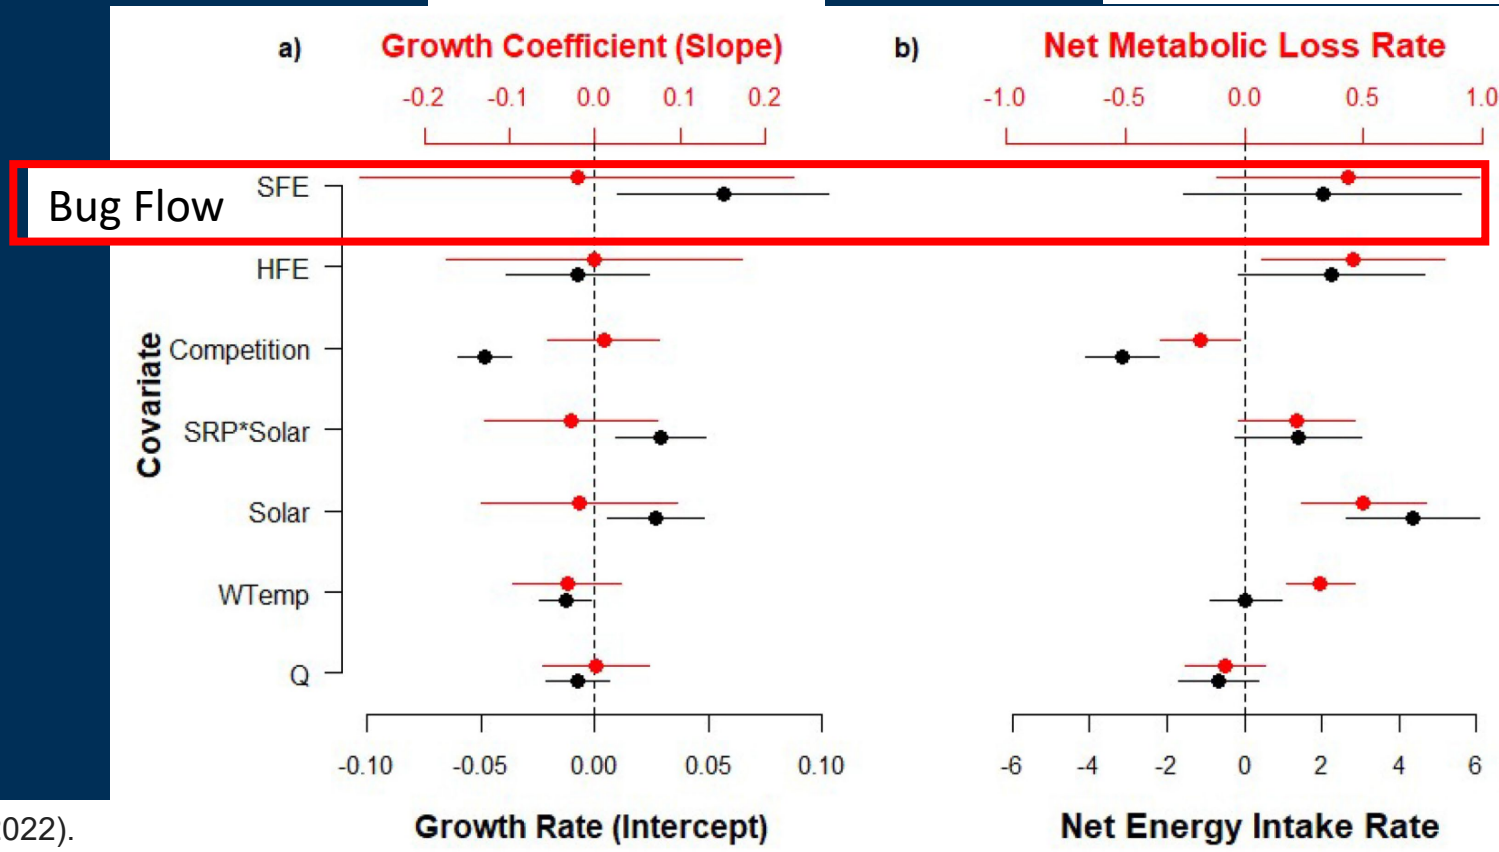 a) Growth Coefficient (Slope)
-0.2 -0.1 0.0 0.1 0.2
b) Net Metabolic Loss Rate
-1.0 -0.5 0.0 0.5 1.0
Bug Flow
Covariate
SFE
HFE
Competition
SRP*Solar
Solar
WTemp
Q
-0.10 -0.05 0.00 0.05 0.10
Growth Rate (Intercept)
-6 -4 -2 0 2 4 6
Net Energy Intake Rate
022).